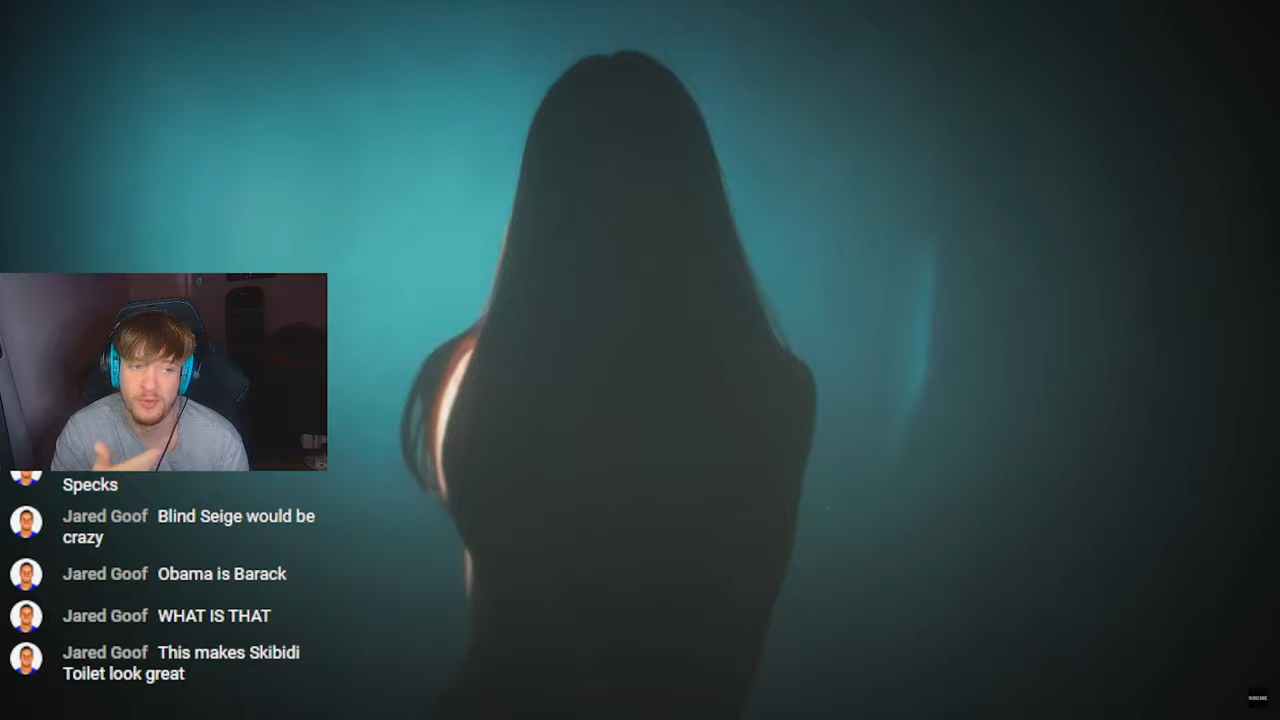 Specks
Jared Goof Blind Seige would be
crazy
Jared Goof Obama is Barack
Jared Goof WHAT IS THAT
Jared Goof This makes Skibidi
Toilet look great
SUBSCRIBE